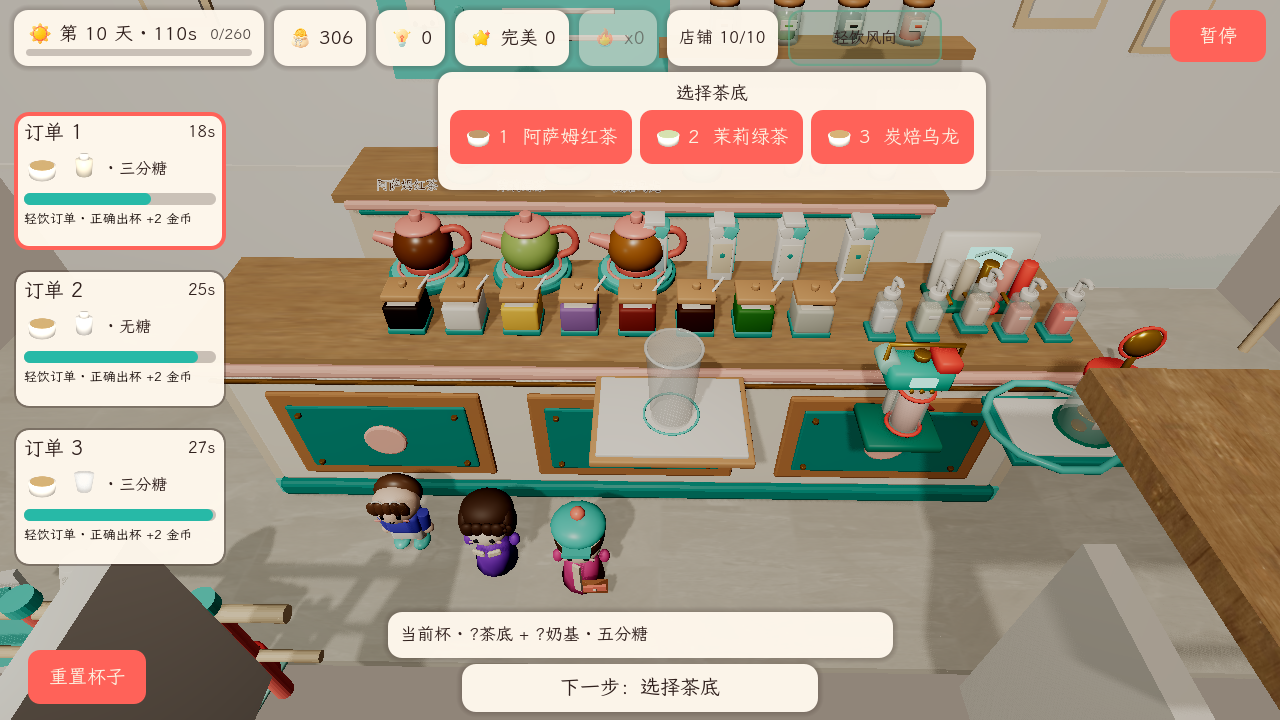 第 10 天·110s 0/260
306
0
完美 0
x0
店铺 10/10
轻饮风向
暂停
选择茶底
1 阿萨姆红茶
2 茉莉绿茶
3 炭焙乌龙
阿萨姆红茶
订单 1 18s
·三分糖
轻饮订单·正确出杯 +2 金币
订单 2 25s
·无糖
轻饮订单·正确出杯 +2 金币
订单 3 27s
·三分糖
轻饮订单·正确出杯 +2 金币
当前杯·?茶底 + ?奶基·五分糖
重置杯子
下一步: 选择茶底